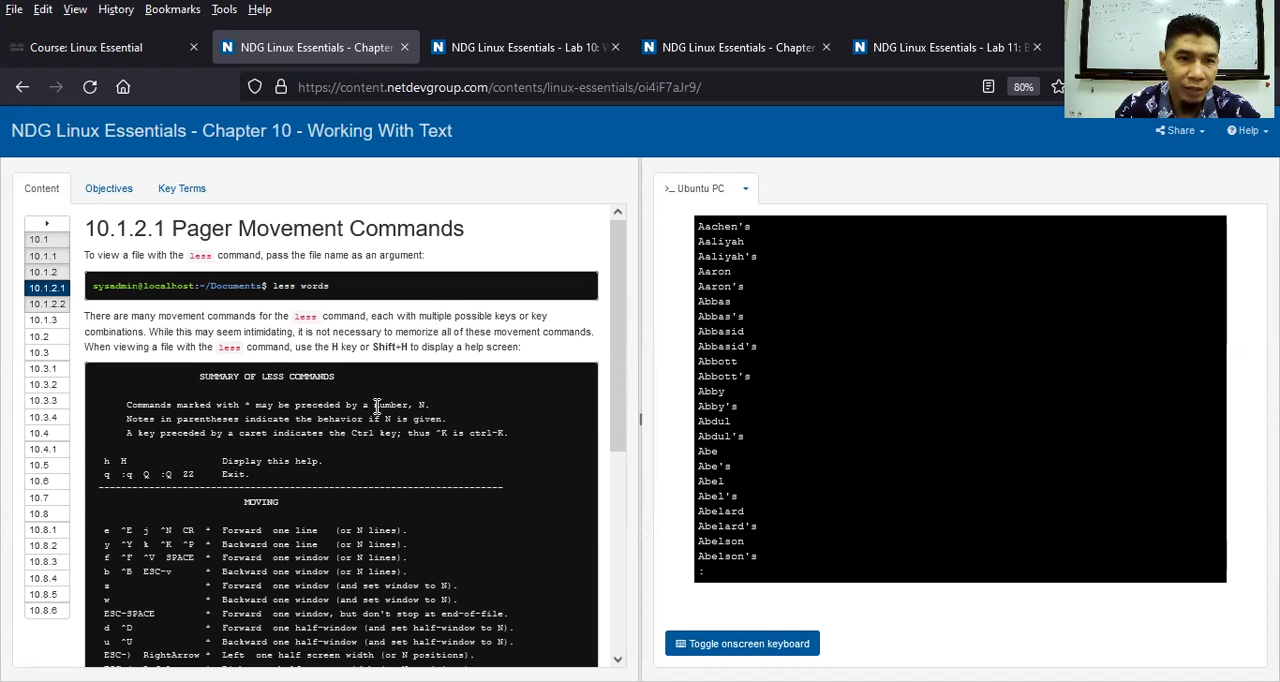 File Edit View History Bookmarks Tools Help
Course: Linux Essential
NDG Linux Essentials - Chapter
NDG Linux Essentials - Lab 10:
NDG Linux Essentials - Chapter
NDG Linux Essentials - Lab 11:
https://content.netdevgroup.com/contents/linux-essentials/oi4iF7aJr9/
80%
NDG Linux Essentials - Chapter 10 - Working With Text
Share Help
Content Objectives Key Terms
10.1
10.1.1
10.1.2
10.1.2.1
10.1.2.2
10.1.3
10.2
10.3
10.3.1
10.3.2
10.3.3
10.3.4
10.4
10.4.1
10.5
10.6
10.7
10.8
10.8.1
10.8.2
10.8.3
10.8.4
10.8.5
10.8.6
10.1.2.1 Pager Movement Commands
To view a file with the less command, pass the file name as an argument:
sysadmin@localhost:~/Documents$ less words
There are many movement commands for the less command, each with multiple possible keys or key
combinations. While this may seem intimidating, it is not necessary to memorize all of these movement commands.
When viewing a file with the less command, use the H key or Shift+H to display a help screen:
SUMMARY OF LESS COMMANDS
Commands marked with * may be preceded by a number, N.
Notes in parentheses indicate the behavior if N is given.
A key preceded by a caret indicates the Ctrl key; thus ^K is ctrl-K.
h H Display this help.
q :q Q :Q ZZ Exit.
MOVING
e ^E j ^N CR * Forward one line (or N lines).
y ^Y k ^K ^P * Backward one line (or N lines).
f ^F ^V SPACE * Forward one window (or N lines).
b ^B ESC-v * Backward one window (or N lines).
z * Forward one window (and set window to N).
w * Backward one window (and set window to N).
ESC-SPACE * Forward one window, but don't stop at end-of-file.
d ^D * Forward one half-window (and set half-window to N).
u ^U * Backward one half-window (and set half-window to N).
ESC-) RightArrow * Left one half screen width (or N positions).
>_ Ubuntu PC
Aachen's
Aaliyah
Aaliyah's
Aaron
Aaron's
Abbas
Abbas's
Abbasid
Abbasid's
Abbott
Abbott's
Abby
Abby's
Abdul
Abdul's
Abe
Abe's
Abel
Abel's
Abelard
Abelard's
Abelson
Abelson's
:
Toggle onscreen keyboard